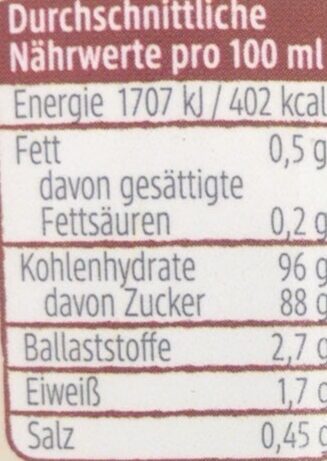 Durchschnittliche
Nährwerte pro 100 ml
Energie 1707 kJ / 402 kcal
Fett 0,5 g
davon gesättigte
Fettsäuren 0,2 g
Kohlenhydrate 96 g
davon Zucker 88 g
Ballaststoffe 2,7 g
Eiweiß 1,7 g
Salz 0,45 g